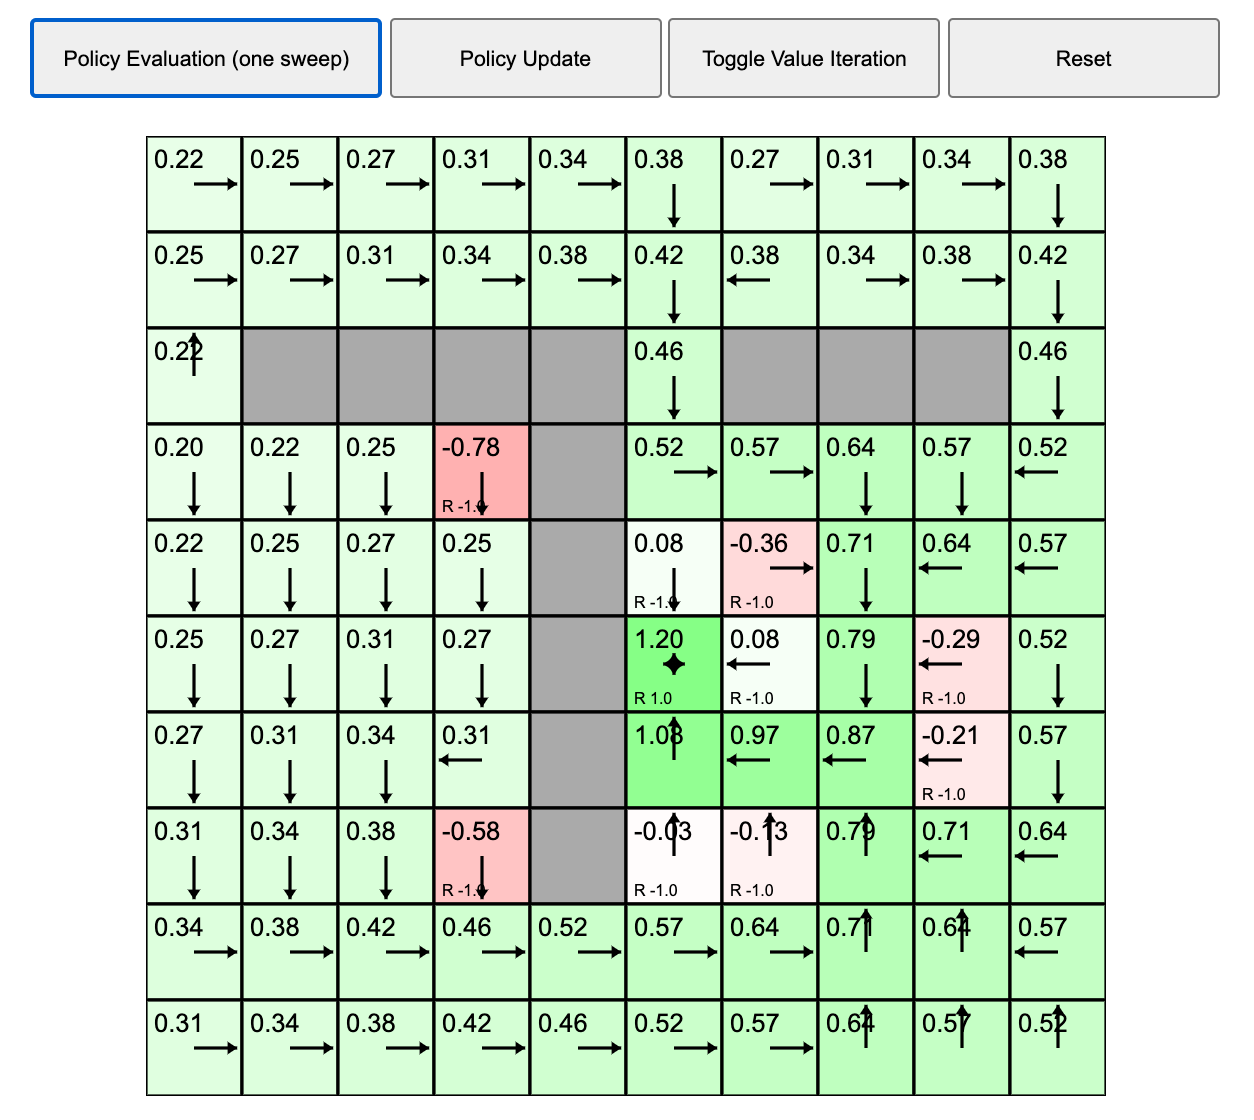 Policy Evaluation (one sweep) Policy Update Toggle Value Iteration Reset
0.22 0.25 0.27 0.31 0.34 0.38 0.27 0.31 0.34 0.38
0.25 0.27 0.31 0.34 0.38 0.42 0.38 0.34 0.38 0.42
0.22 0.46 0.46
0.20 0.22 0.25 -0.78 0.52 0.57 0.64 0.57 0.52
R -1.0
0.22 0.25 0.27 0.25 0.08 -0.36 0.71 0.64 0.57
R -1.0 R -1.0
0.25 0.27 0.31 0.27 1.20 0.08 0.79 -0.29 0.52
R 1.0 R -1.0 R -1.0
0.27 0.31 0.34 0.31 1.08 0.97 0.87 -0.21 0.57
R -1.0
0.31 0.34 0.38 -0.58 -0.03 -0.13 0.79 0.71 0.64
R -1.0 R -1.0 R -1.0
0.34 0.38 0.42 0.46 0.52 0.57 0.64 0.71 0.64 0.57
0.31 0.34 0.38 0.42 0.46 0.52 0.57 0.64 0.57 0.52